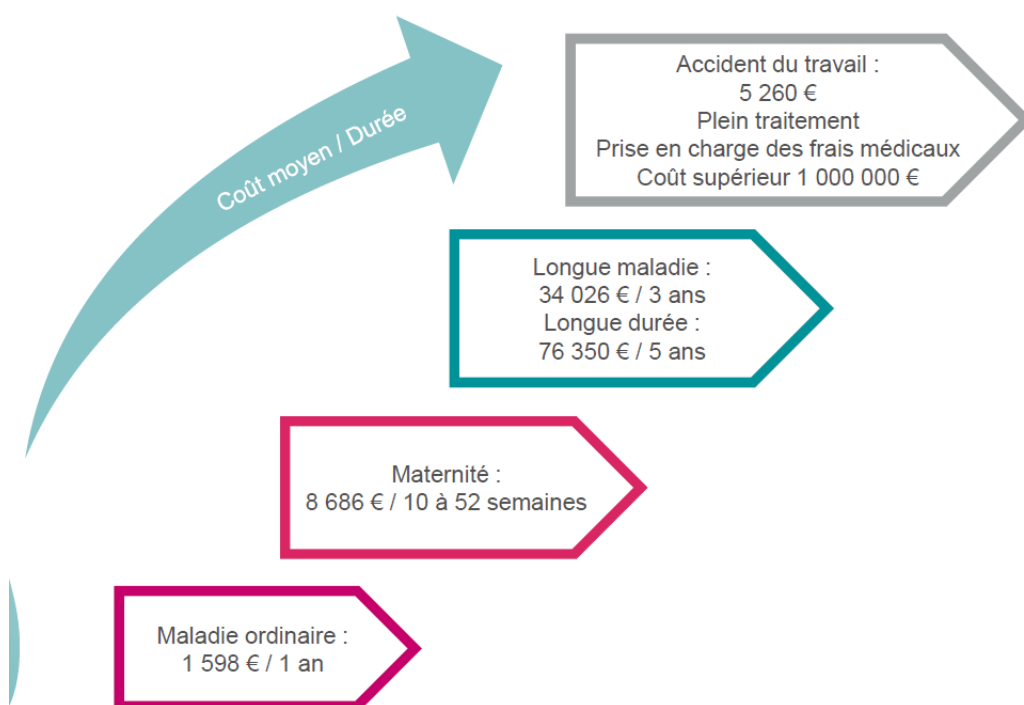 Coût moyen / Durée
Accident du travail :
5 260 €
Plein traitement
Prise en charge des frais médicaux
Coût supérieur 1 000 000 €
Longue maladie :
34 026 € / 3 ans
Longue durée :
76 350 € / 5 ans
Maternité :
8 686 € / 10 à 52 semaines
Maladie ordinaire :
1 598 € / 1 an